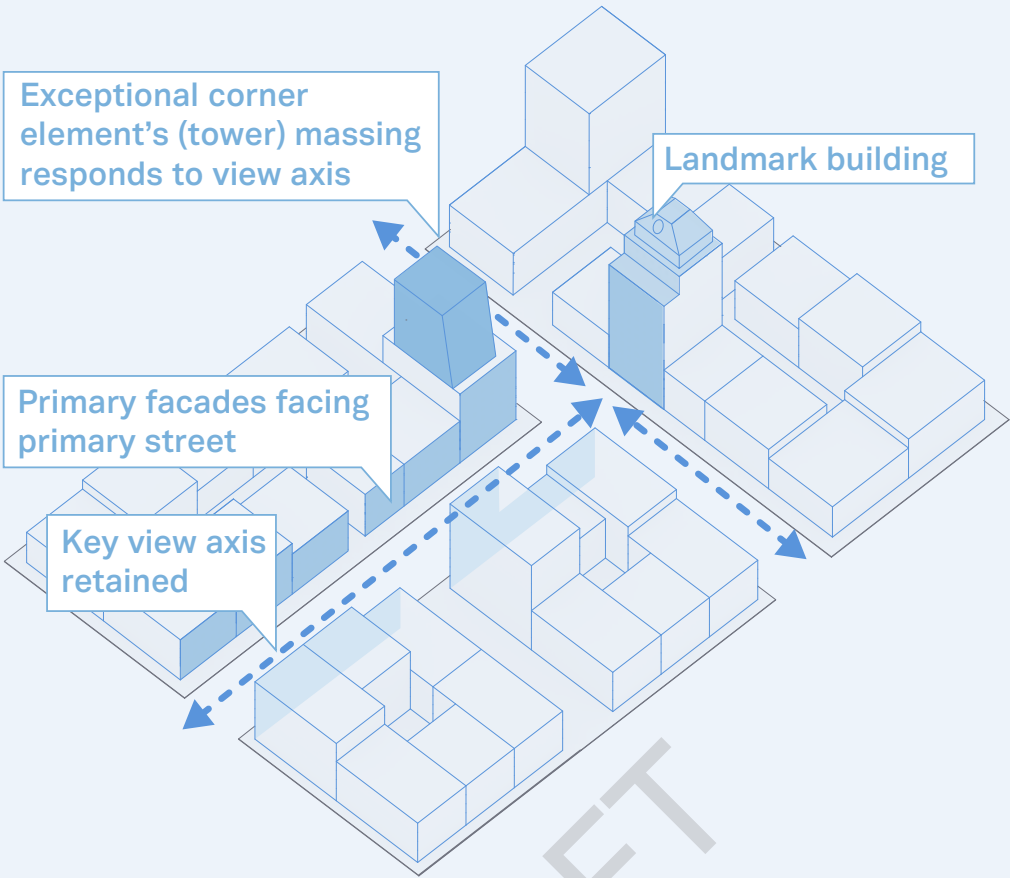 Exceptional corner
element's (tower) massing
responds to view axis
Landmark building
Primary facades facing
primary street
Key view axis
retained